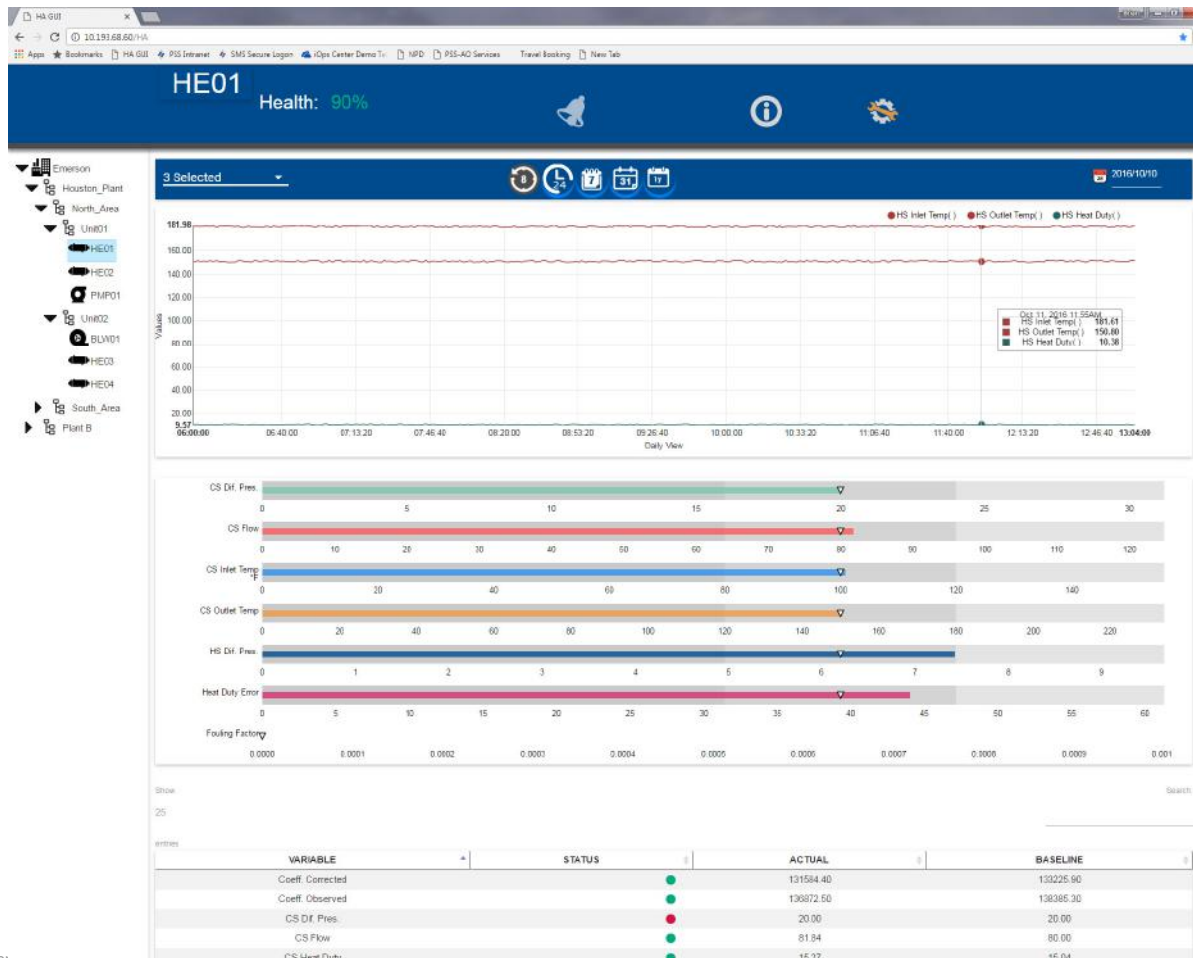 HA GUI
10.193.68.60/HA
Apps Bookmarks HA GUI PSS Intranet SMS Secure Logon iOps Center Demo NPD PSS-AO Services Travel Booking New Tab
HE01
Health: 90%
Emerson
Houston_Plant
North_Area
Unit01
HE01
HE02
PMP01
Unit02
BLW01
HE03
HE04
South_Area
Plant B
3 Selected
8 24 7 31 1Y
2016/10/10
HS Inlet Temp( ) HS Outlet Temp( ) HS Heat Duty( )
181.98
160.00
140.00
120.00
100.00
80.00
60.00
40.00
20.00
9.57
Values
Oct 11, 2016 11:55AM
HS Inlet Temp( ) 181.61
HS Outlet Temp( ) 150.80
HS Heat Duty( ) 10.38
06:00:00 06:40:00 07:13:20 07:46:40 08:20:00 08:53:20 09:26:40 10:00:00 10:33:20 11:06:40 11:40:00 12:13:20 12:46:40 13:04:00
Daily View
CS Dif. Pres.
0 5 10 15 20 25 30
CS Flow
0 10 20 30 40 50 60 70 80 90 100 110 120
CS Inlet Temp
°F
0 20 40 60 80 100 120 140
CS Outlet Temp
0 20 40 60 80 100 120 140 160 180 200 220
HS Dif. Pres.
0 1 2 3 4 5 6 7 8 9
Heat Duty Error
0 5 10 15 20 25 30 35 40 45 50 55 60
Fouling Factor
0.0000 0.0001 0.0002 0.0003 0.0004 0.0005 0.0006 0.0007 0.0008 0.0009 0.001
Show Search
25
entries
VARIABLE STATUS ACTUAL BASELINE
Coeff. Corrected 131584.40 133225.90
Coeff. Observed 136872.50 138385.30
CS Dif. Pres. 20.00 20.00
CS Flow 81.84 80.00
CS Heat Duty 15.27 15.04